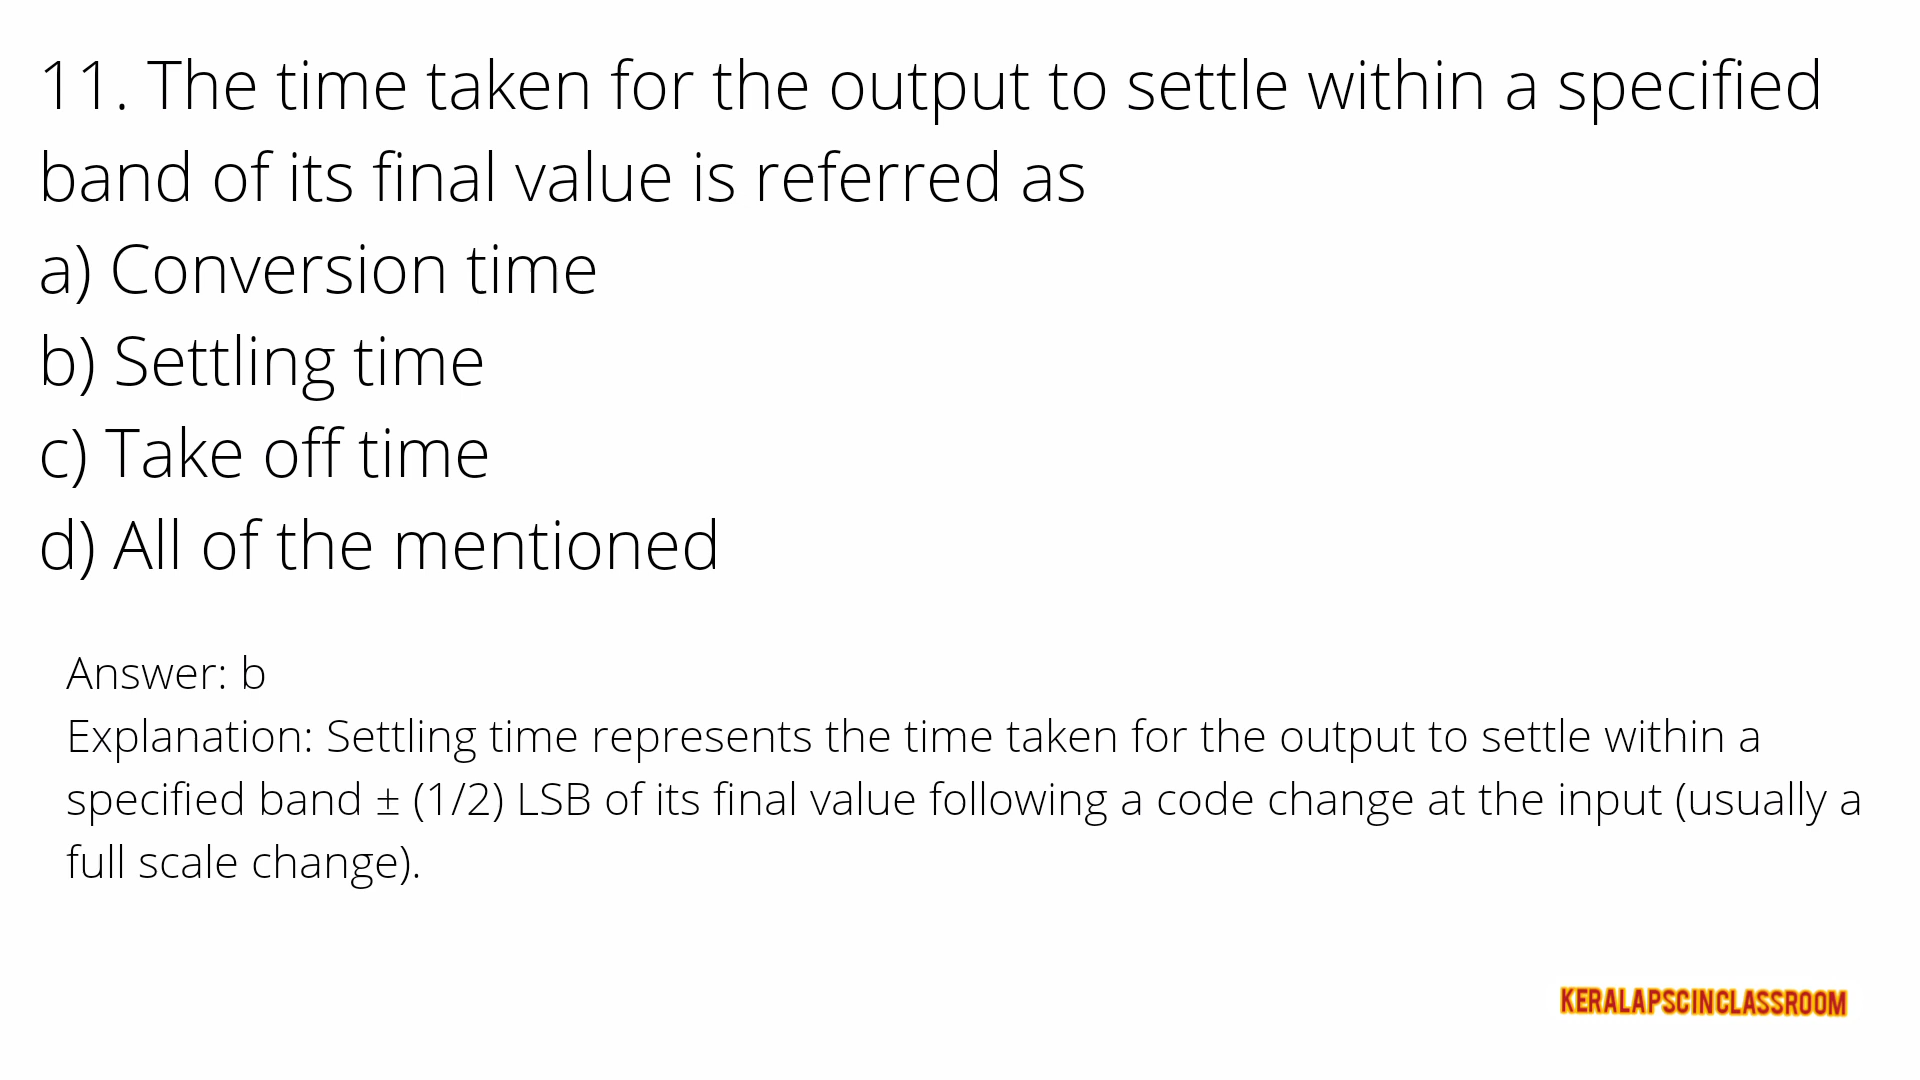 11. The time taken for the output to settle within a specified
band of its final value is referred as
a) Conversion time
b) Settling time
c) Take off time
d) All of the mentioned
Answer: b
Explanation: Settling time represents the time taken for the output to settle within a
specified band ± (1/2) LSB of its final value following a code change at the input (usually a
full scale change).
KERALAPSCINCLASSROOM